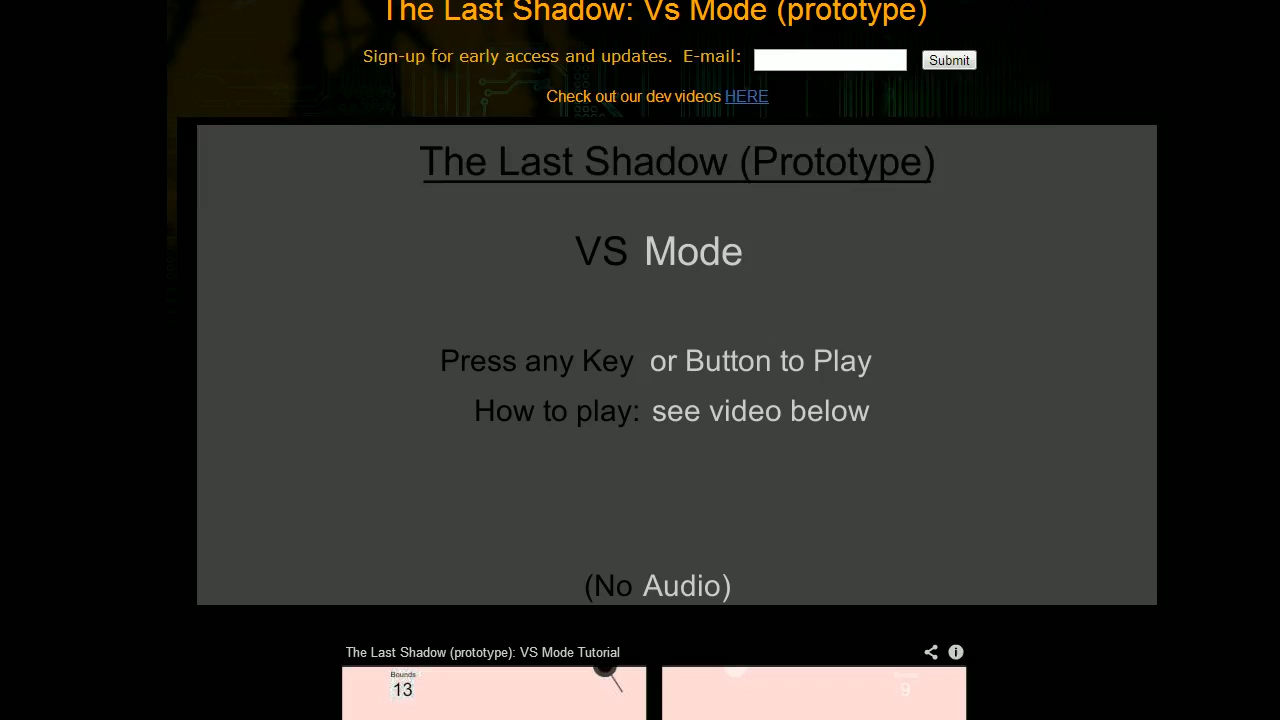 The Last Shadow: Vs Mode (prototype)
Sign-up for early access and updates. E-mail: Submit
Check out our dev videos HERE
The Last Shadow (Prototype)
VS Mode
Press any Key or Button to Play
How to play: see video below
(No Audio)
The Last Shadow (prototype): VS Mode Tutorial
Bounds
13
9